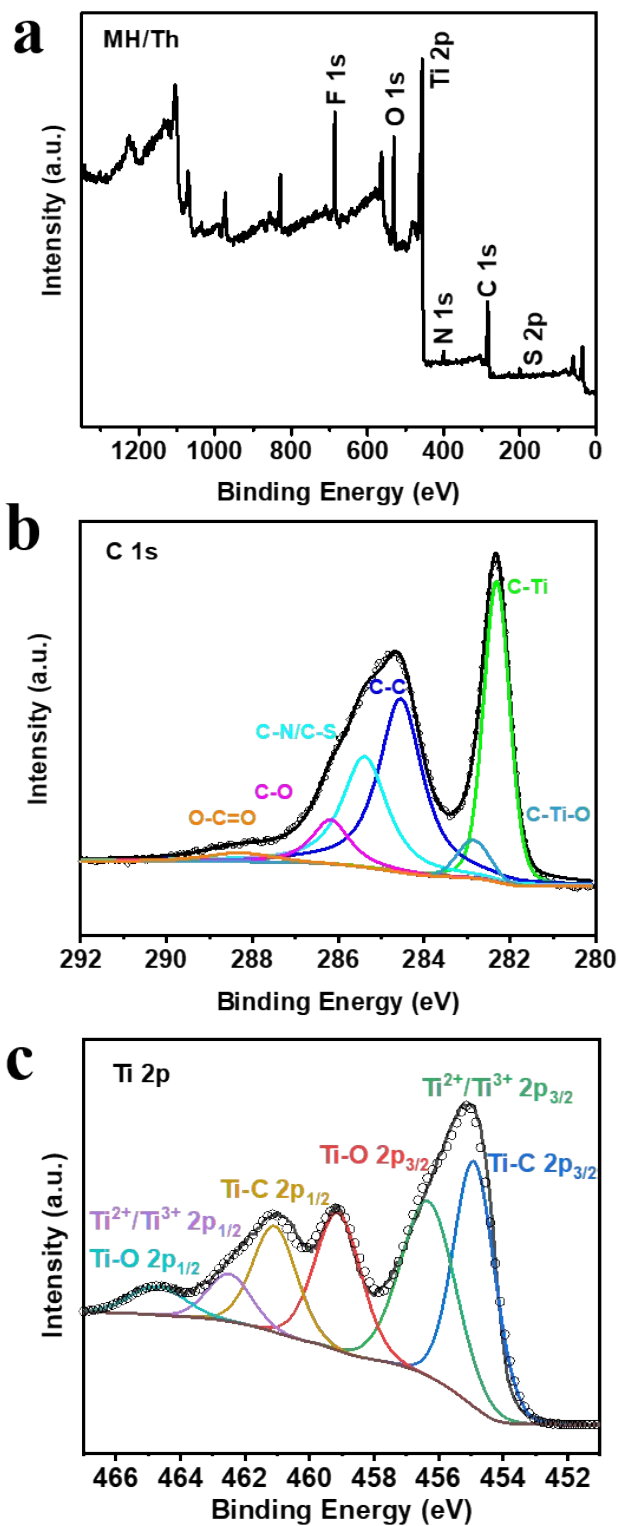 a
MH/Th
F 1s
O 1s
Ti 2p
N 1s
C 1s
S 2p
Intensity (a.u.)
1200 1000 800 600 400 200 0
Binding Energy (eV)
b
C 1s
C-Ti
C-C
C-N/C-S
C-O
O-C=O
C-Ti-O
Intensity (a.u.)
292 290 288 286 284 282 280
Binding Energy (eV)
c
Ti 2p
Ti²⁺/Ti³⁺ 2p₃/₂
Ti-O 2p₃/₂
Ti-C 2p₃/₂
Ti-C 2p₁/₂
Ti²⁺/Ti³⁺ 2p₁/₂
Ti-O 2p₁/₂
Intensity (a.u.)
466 464 462 460 458 456 454 452
Binding Energy (eV)